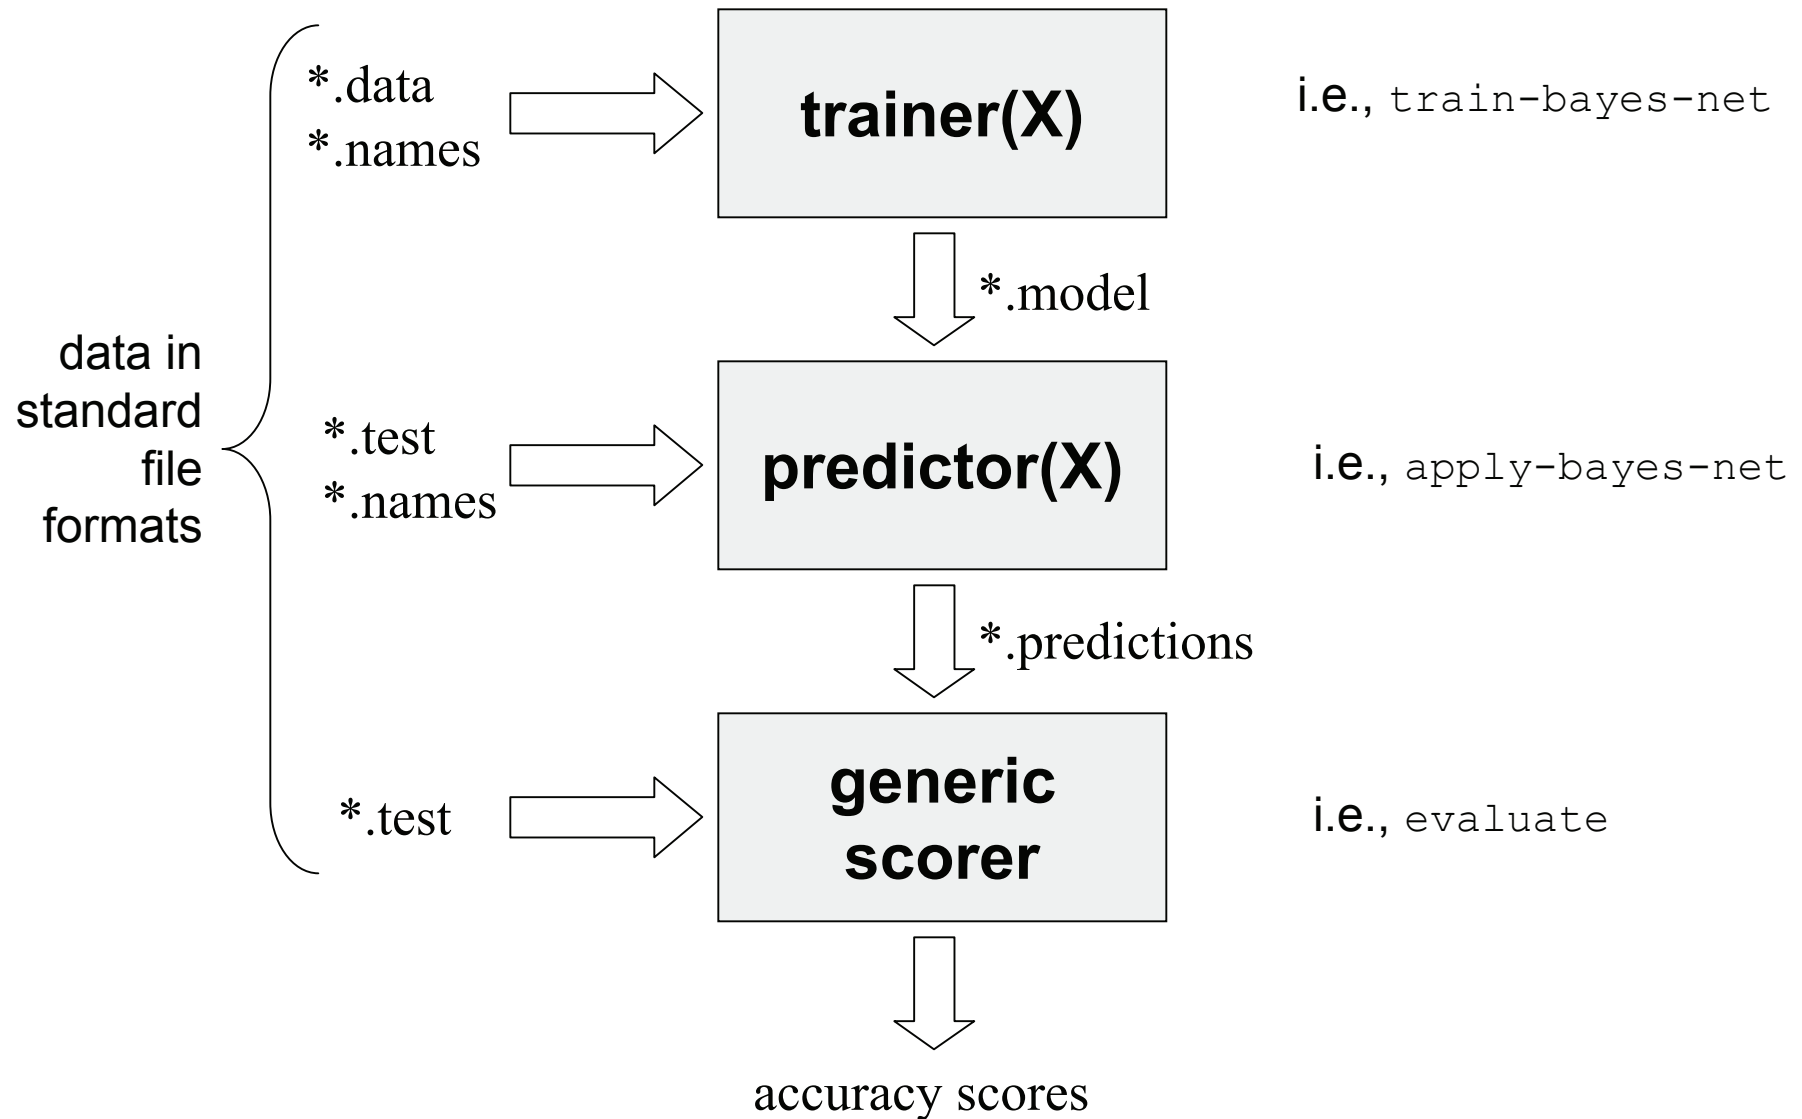 *.data
*.names
trainer(X)
i.e., train-bayes-net
*.model
data in
standard
file
formats
*.test
*.names
predictor(X)
i.e., apply-bayes-net
*.predictions
*.test
generic
scorer
i.e., evaluate
accuracy scores